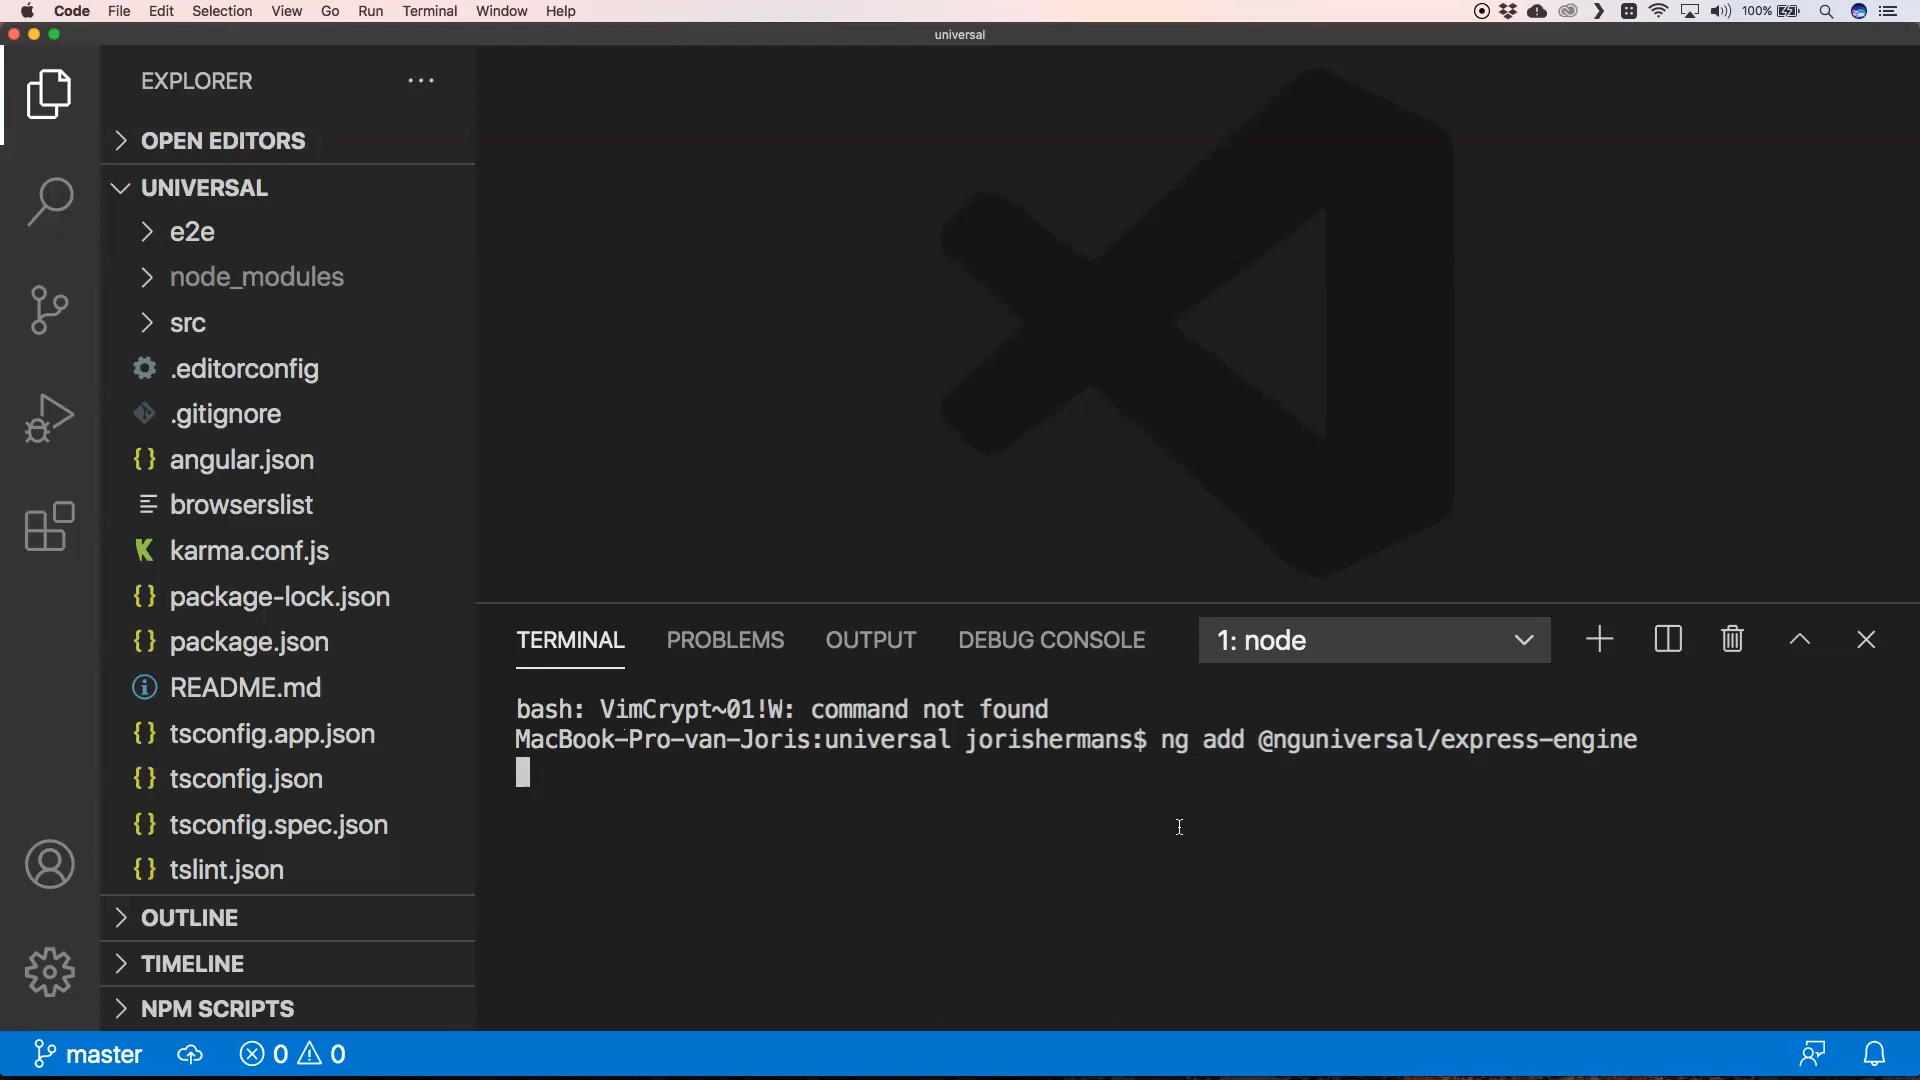 Code File Edit Selection View Go Run Terminal Window Help 100%
universal
EXPLORER
OPEN EDITORS
UNIVERSAL
e2e
node_modules
src
.editorconfig
.gitignore
angular.json
browserslist
karma.conf.js
package-lock.json
package.json
README.md
tsconfig.app.json
tsconfig.json
tsconfig.spec.json
tslint.json
OUTLINE
TIMELINE
NPM SCRIPTS
TERMINAL PROBLEMS OUTPUT DEBUG CONSOLE 1: node
bash: VimCrypt~01!W: command not found
MacBook-Pro-van-Joris:universal jorishermans$ ng add @nguniversal/express-engine
master 0 0